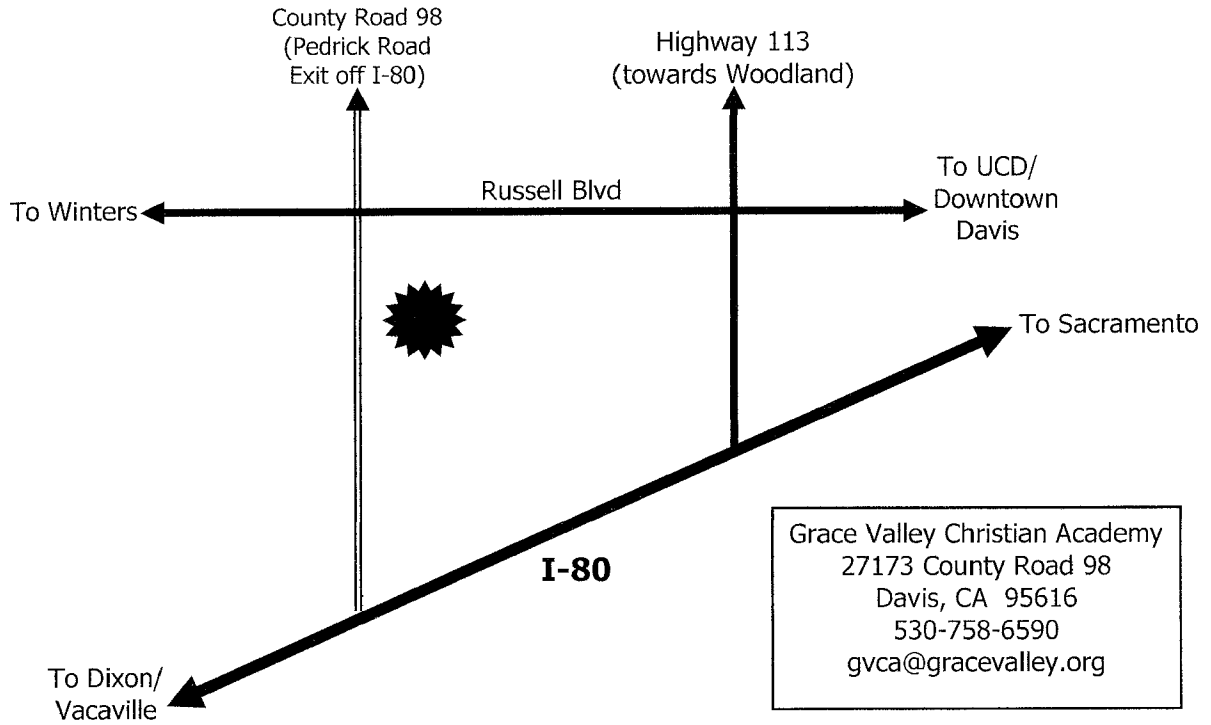 County Road 98
(Pedrick Road
Exit off I-80)
Highway 113
(towards Woodland)
To Winters
Russell Blvd
To UCD/
Downtown
Davis
To Sacramento
I-80
Grace Valley Christian Academy
27173 County Road 98
Davis, CA  95616
530-758-6590
gvca@gracevalley.org
To Dixon/
Vacaville